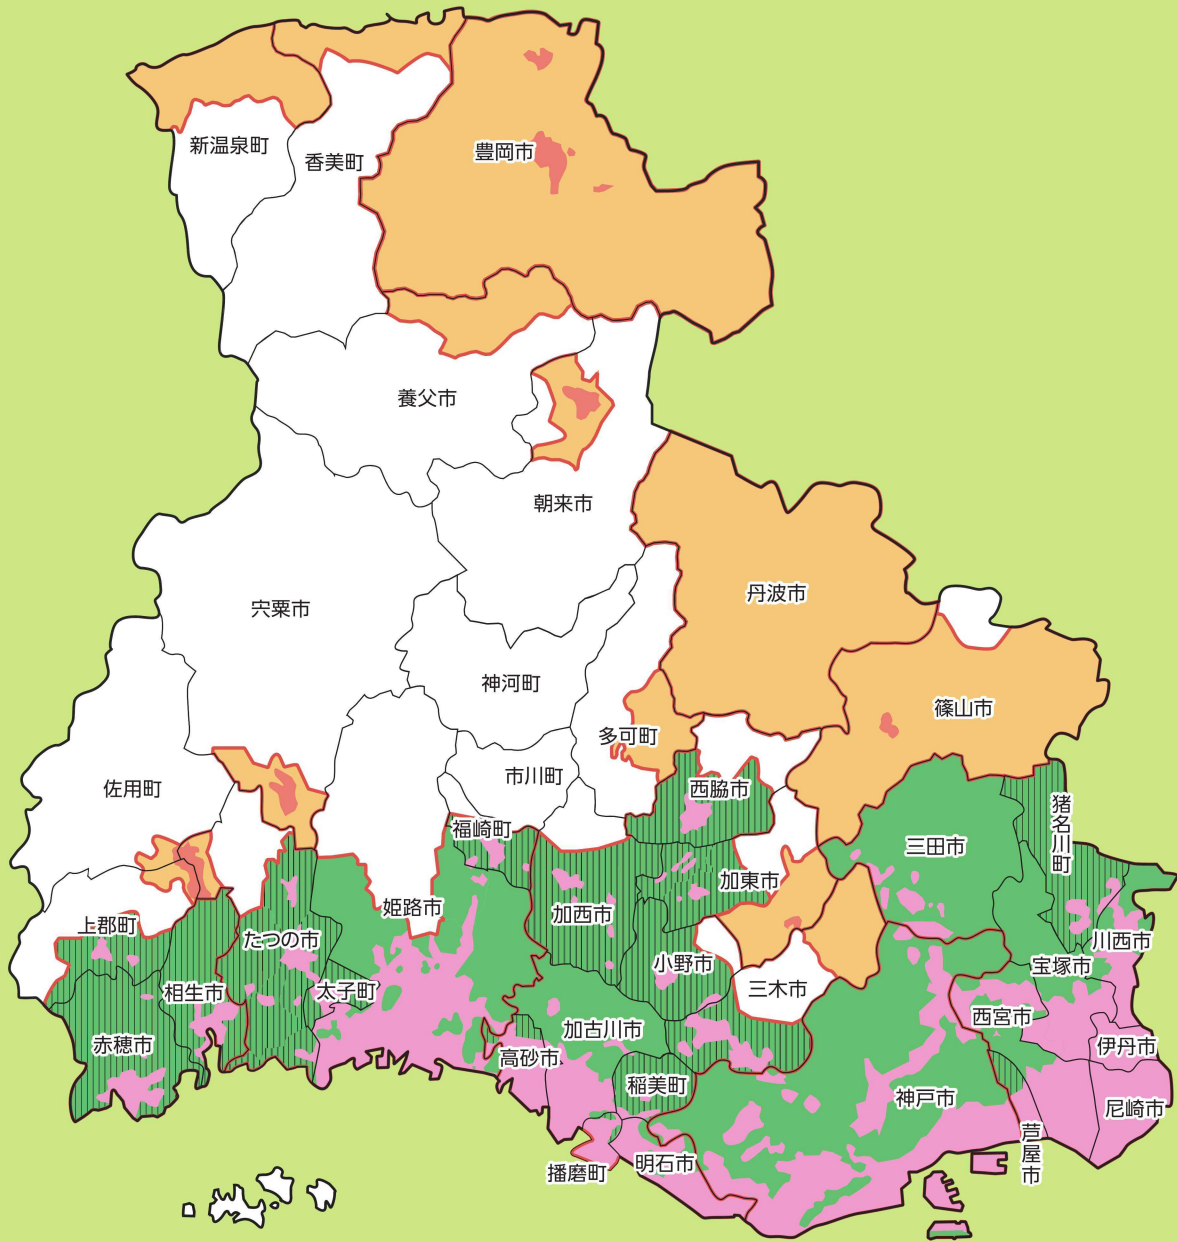 新温泉町
香美町
豊岡市
養父市
朝来市
丹波市
宍粟市
神河町
篠山市
多可町
市川町
佐用町
西脇市
猪名川町
福崎町
三田市
加東市
姫路市
加西市
上郡町
たつの市
川西市
小野市
宝塚市
太子町
三木市
相生市
西宮市
加古川市
赤穂市
伊丹市
高砂市
稲美町
神戸市
尼崎市
芦屋市
明石市
播磨町